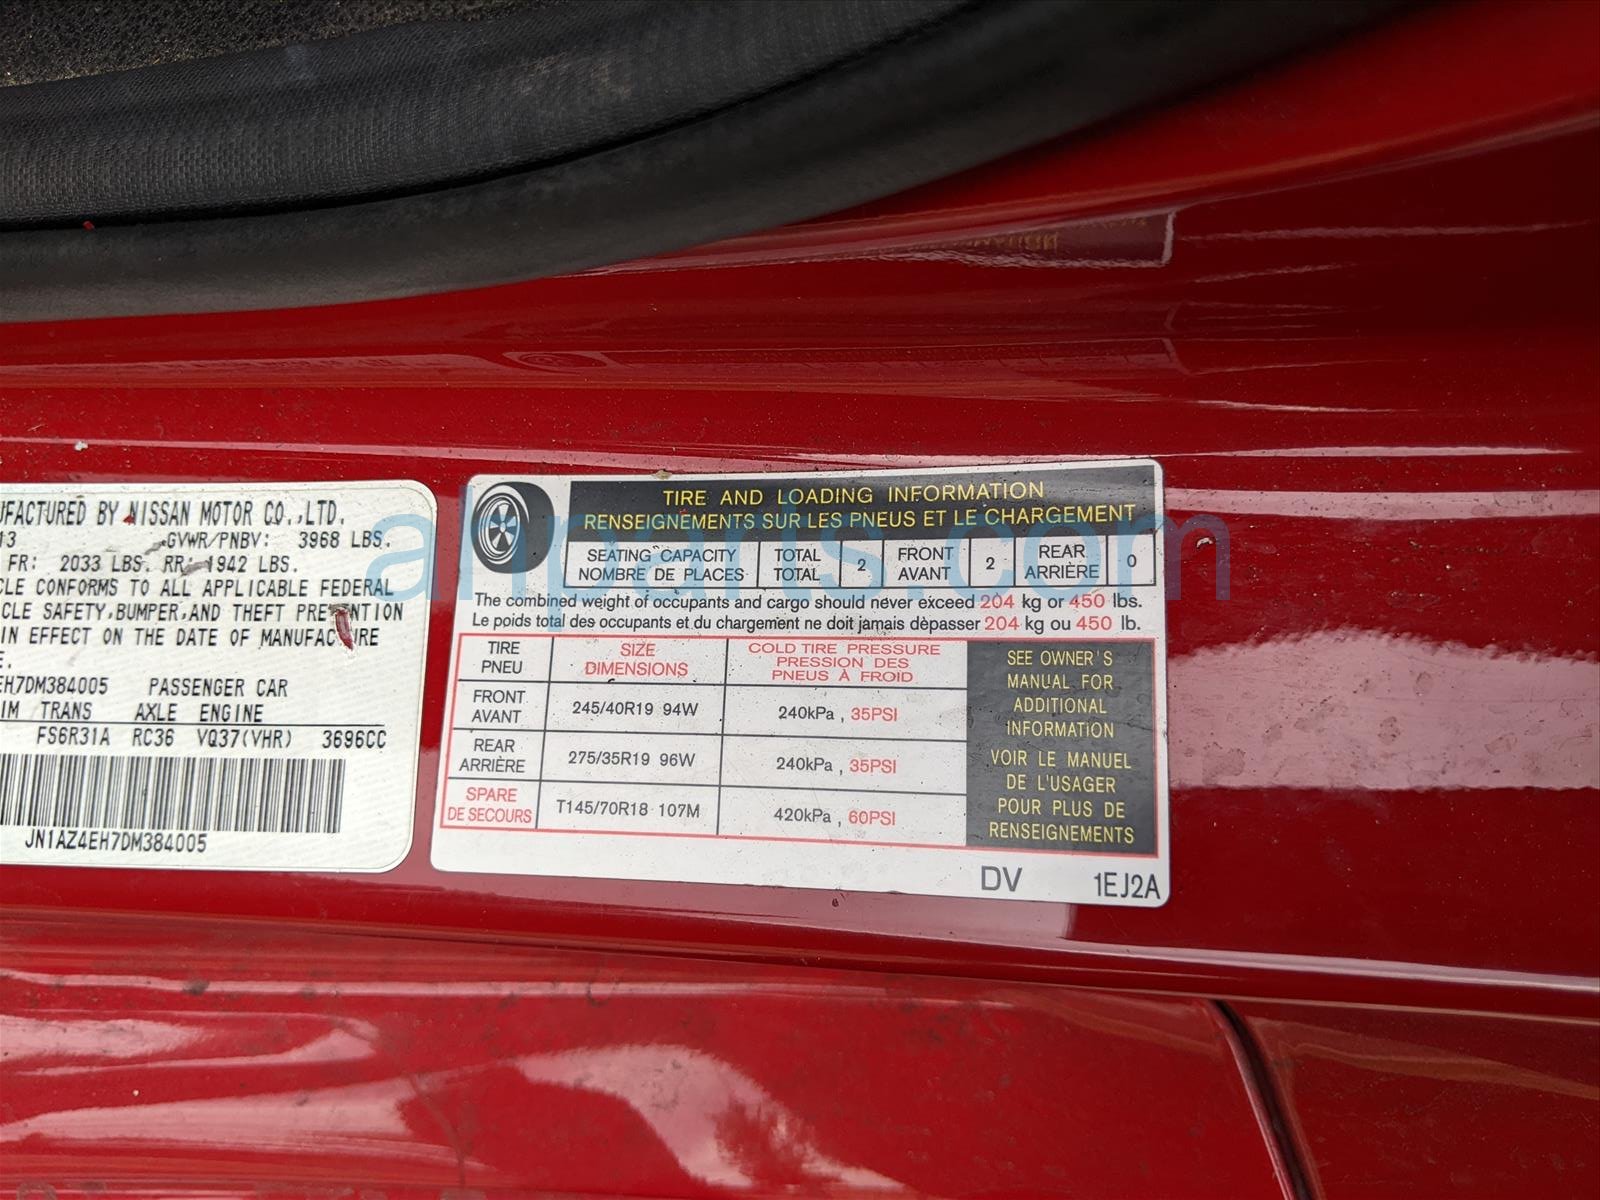 UFACTURED BY NISSAN MOTOR CO.,LTD.
13 GVWR/PNBV: 3968 LBS.
FR: 2033 LBS. RR: 1942 LBS.
CLE CONFORMS TO ALL APPLICABLE FEDERAL
CLE SAFETY,BUMPER,AND THEFT PREVENTION
IN EFFECT ON THE DATE OF MANUFACTURE
E.
EH7DM384005 PASSENGER CAR
IM TRANS AXLE ENGINE
FS6R31A RC36 VQ37(VHR) 3696CC
JN1AZ4EH7DM384005
TIRE AND LOADING INFORMATION
RENSEIGNEMENTS SUR LES PNEUS ET LE CHARGEMENT
SEATING CAPACITY TOTAL 2 FRONT 2 REAR 0
NOMBRE DE PLACES TOTAL AVANT ARRIÈRE
The combined weight of occupants and cargo should never exceed 204 kg or 450 lbs.
Le poids total des occupants et du chargement ne doit jamais dèpasser 204 kg ou 450 lb.
TIRE SIZE COLD TIRE PRESSURE
PNEU DIMENSIONS PRESSION DES
PNEUS À FROID
FRONT
AVANT 245/40R19 94W 240kPa , 35PSI
REAR
ARRIÈRE 275/35R19 96W 240kPa , 35PSI
SPARE
DE SECOURS T145/70R18 107M 420kPa , 60PSI
SEE OWNER'S
MANUAL FOR
ADDITIONAL
INFORMATION
VOIR LE MANUEL
DE L'USAGER
POUR PLUS DE
RENSEIGNEMENTS
DV 1EJ2A
ahparts.com